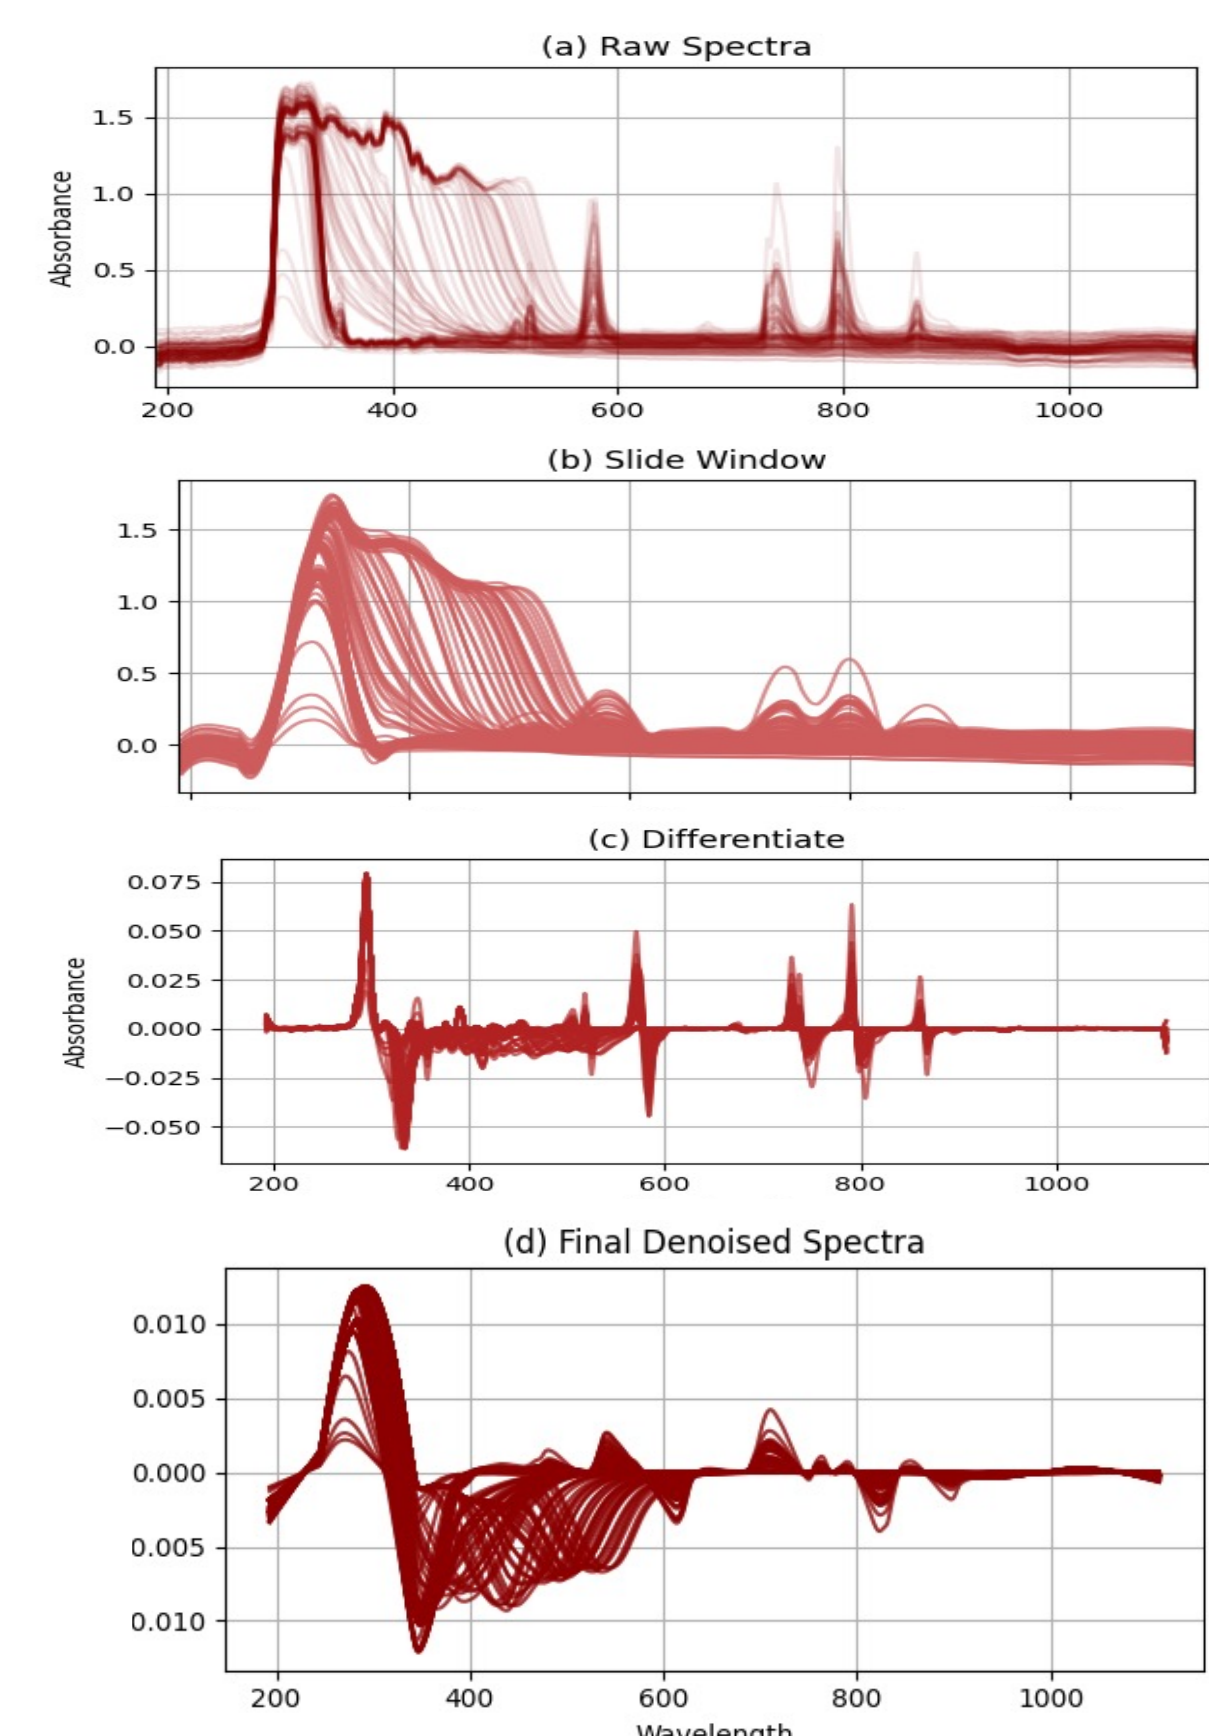 (a) Raw Spectra
Absorbance
1.5
1.0
0.5
0.0
200 400 600 800 1000
(b) Slide Window
1.5
1.0
0.5
0.0
(c) Differentiate
Absorbance
0.075
0.050
0.025
0.000
−0.025
−0.050
200 400 600 800 1000
(d) Final Denoised Spectra
0.010
0.005
0.000
0.005
0.010
200 400 600 800 1000
Wavelength